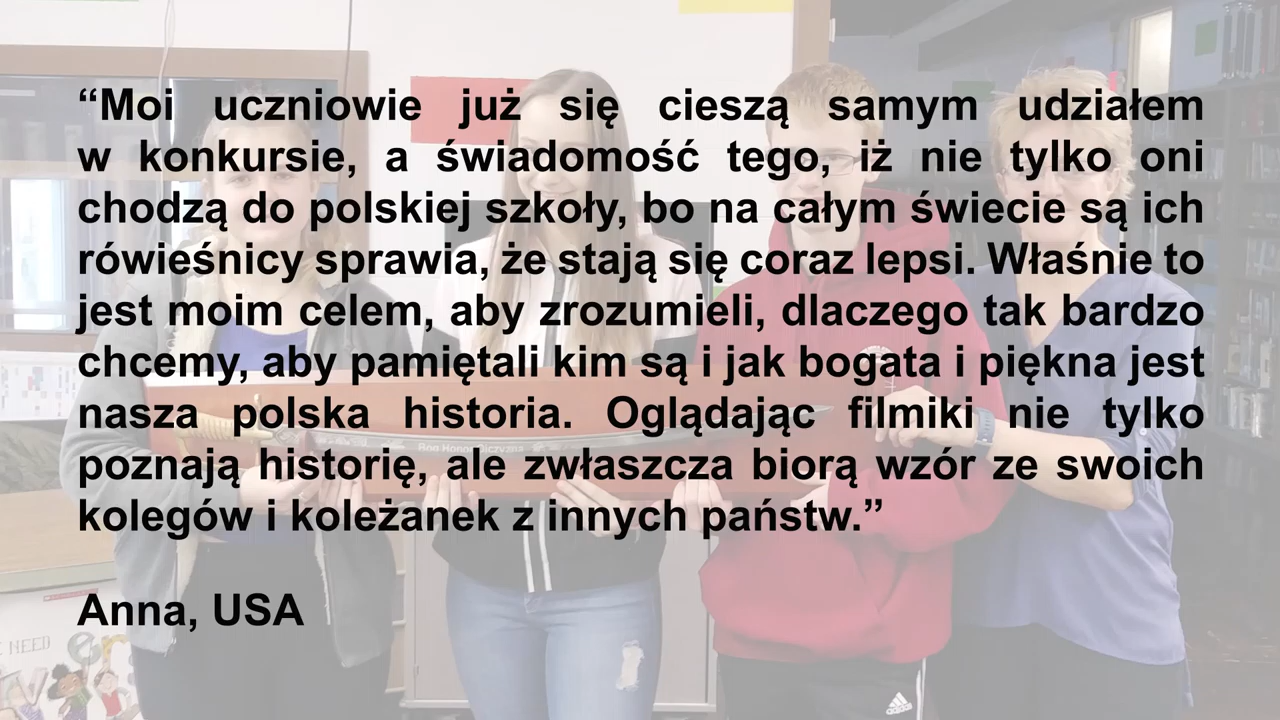 “Moi uczniowie już się cieszą samym udziałem
w konkursie, a świadomość tego, iż nie tylko oni
chodzą do polskiej szkoły, bo na całym świecie są ich
rówieśnicy sprawia, że stają się coraz lepsi. Właśnie to
jest moim celem, aby zrozumieli, dlaczego tak bardzo
chcemy, aby pamiętali kim są i jak bogata i piękna jest
nasza polska historia. Oglądając filmiki nie tylko
poznają historię, ale zwłaszcza biorą wzór ze swoich
kolegów i koleżanek z innych państw.”
Anna, USA
NEED
adidas